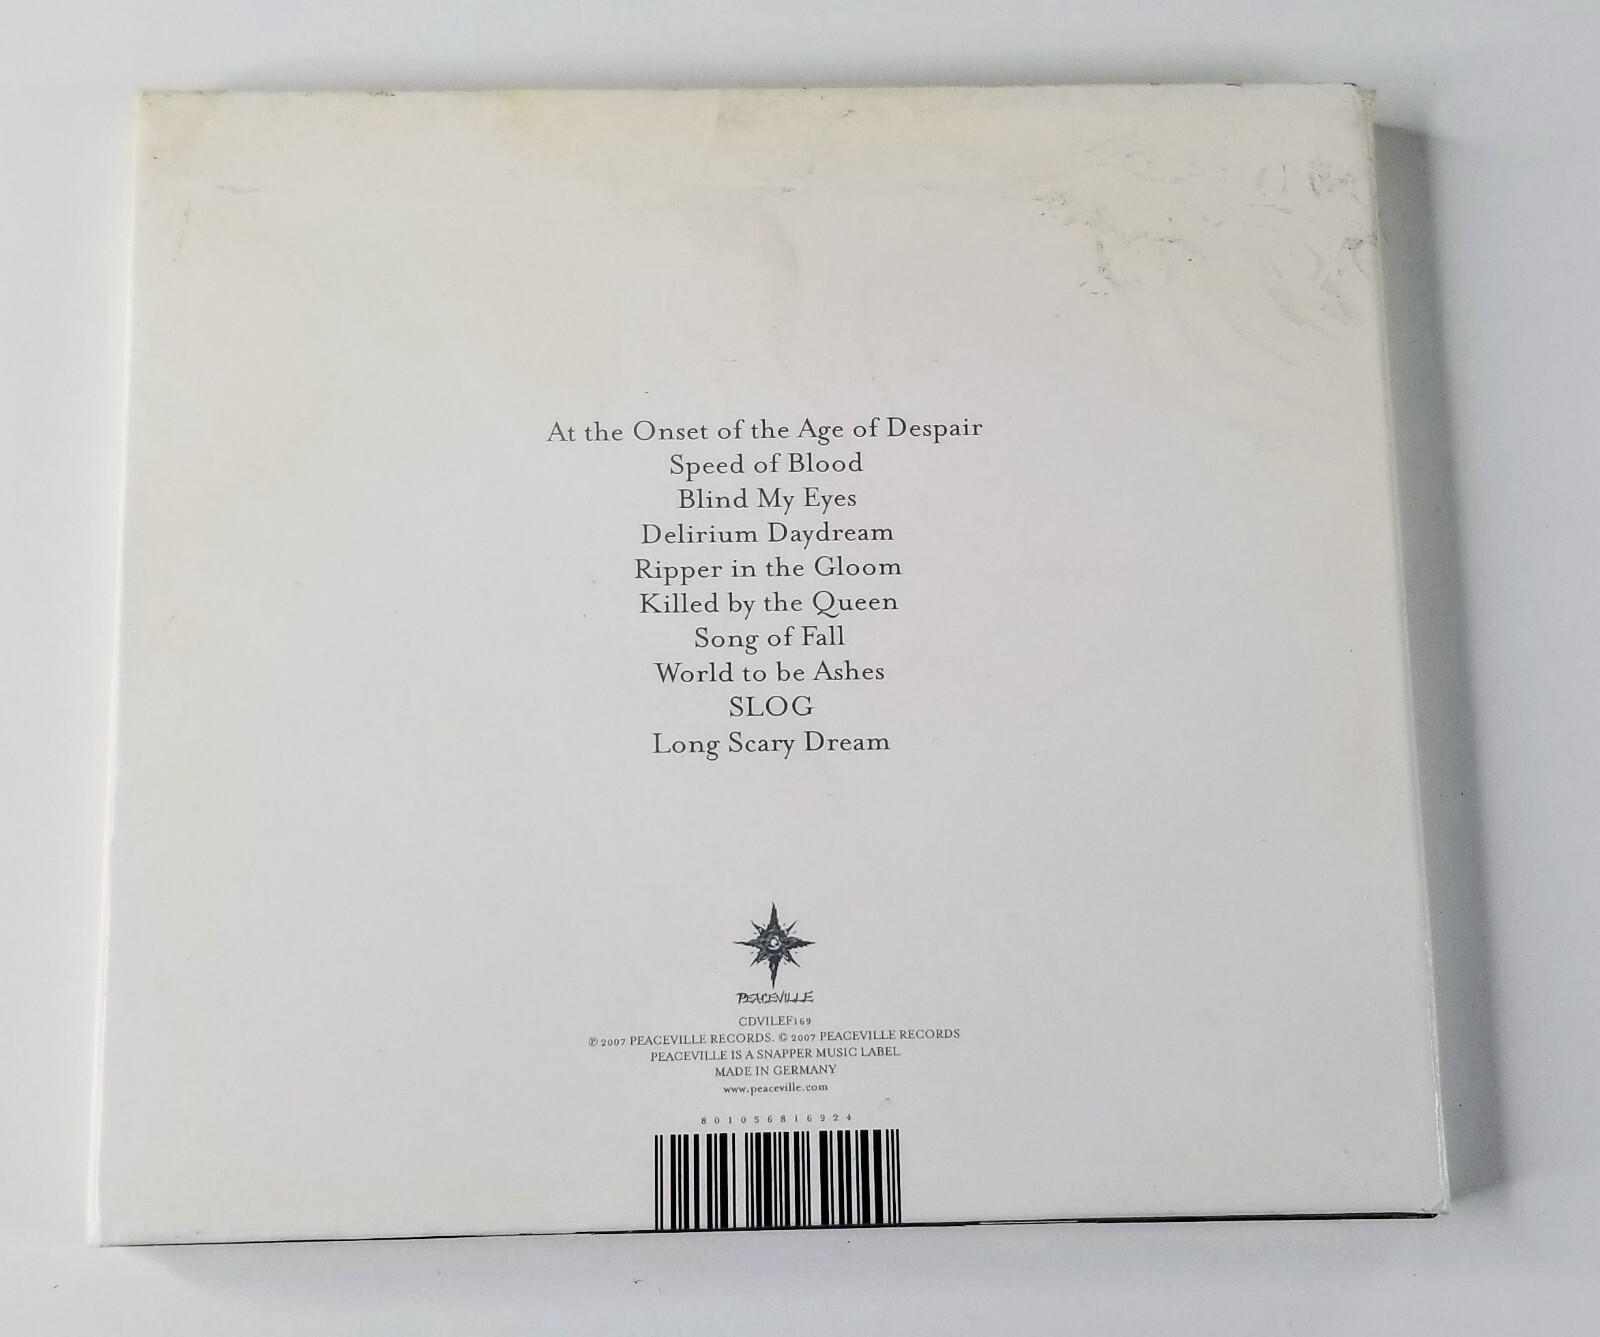 At the Onset of the Age of Despair
Speed of Blood
Blind My Eyes
Delirium Daydream
Ripper in the Gloom
Killed by the Queen
Song of Fall
World to be Ashes
SLOG
Long Scary Dream
PEACEVILLE
CDVILEF169
℗ 2007 PEACEVILLE RECORDS. © 2007 PEACEVILLE RECORDS
PEACEVILLE IS A SNAPPER MUSIC LABEL
MADE IN GERMANY
www.peaceville.com
801056816924